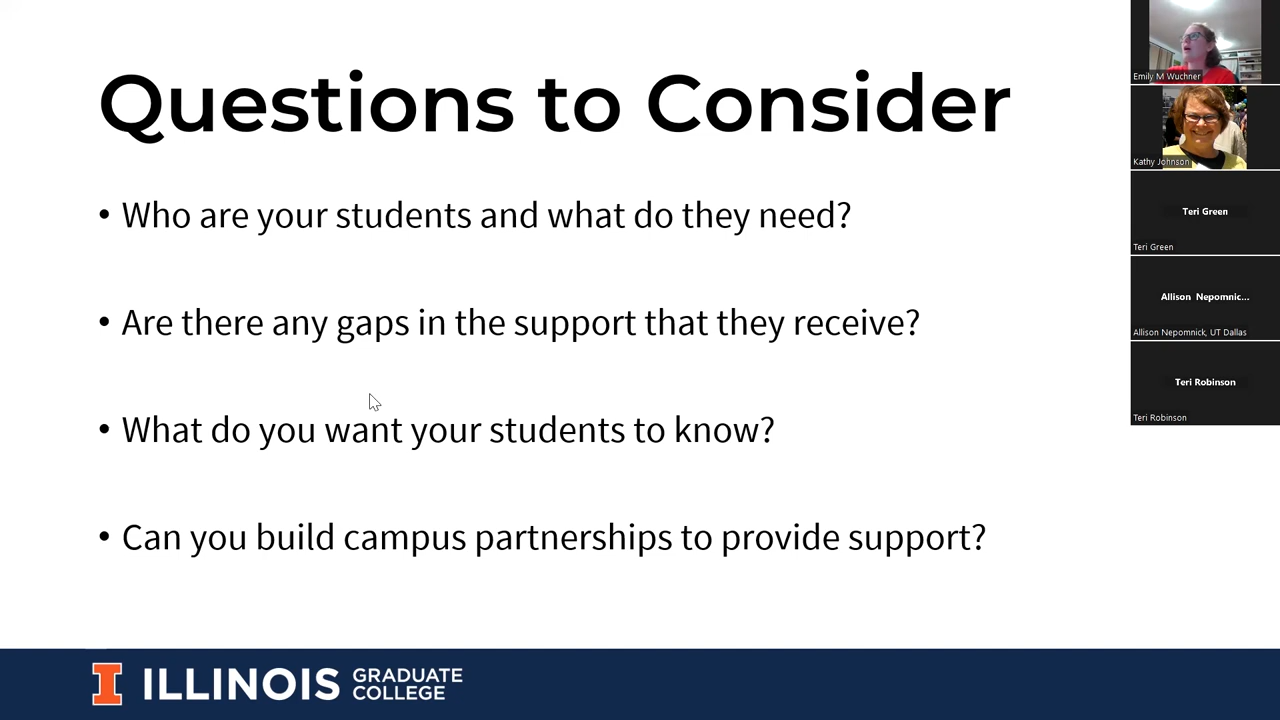 Questions to Consider
• Who are your students and what do they need?
• Are there any gaps in the support that they receive?
• What do you want your students to know?
• Can you build campus partnerships to provide support?
I ILLINOIS GRADUATE COLLEGE
Emily M Wuchner
Kathy Johnson
Teri Green
Teri Green
Allison Nepomnic...
Allison Nepomnick, UT Dallas
Teri Robinson
Teri Robinson